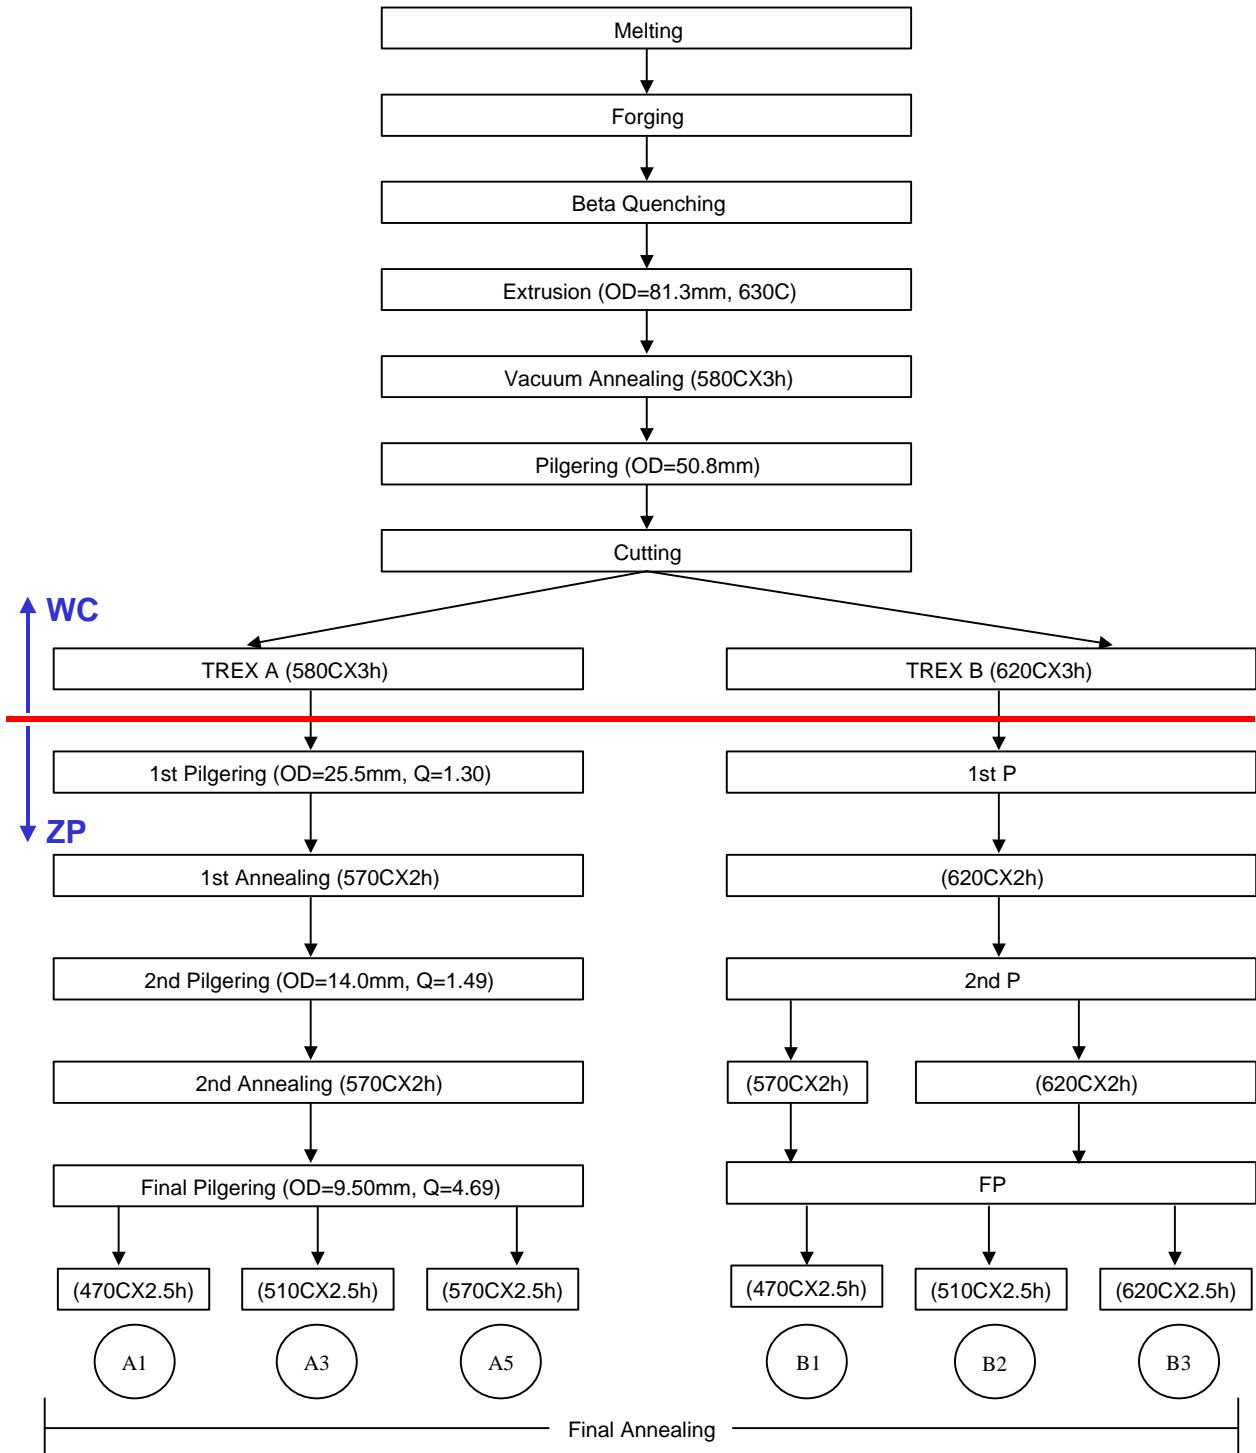 Melting
Forging
Beta Quenching
Extrusion (OD=81.3mm, 630C)
Vacuum Annealing (580CX3h)
Pilgering (OD=50.8mm)
Cutting
WC
TREX A (580CX3h)
TREX B (620CX3h)
1st Pilgering (OD=25.5mm, Q=1.30)
1st P
ZP
1st Annealing (570CX2h)
(620CX2h)
2nd Pilgering (OD=14.0mm, Q=1.49)
2nd P
2nd Annealing (570CX2h)
(570CX2h)
(620CX2h)
Final Pilgering (OD=9.50mm, Q=4.69)
FP
(470CX2.5h)
(510CX2.5h)
(570CX2.5h)
(470CX2.5h)
(510CX2.5h)
(620CX2.5h)
A1
A3
A5
B1
B2
B3
Final Annealing